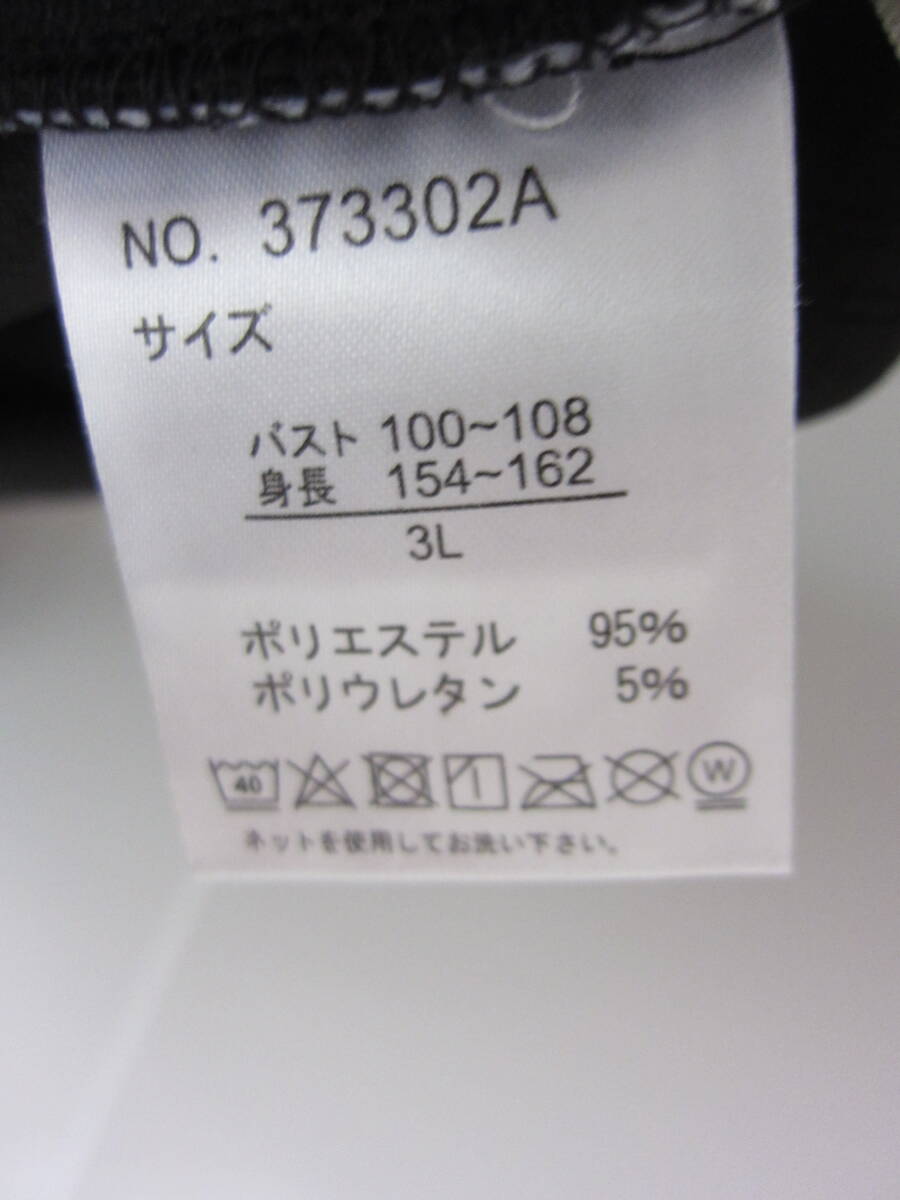 NO. 373302A
サイズ
バスト 100~108
身長 154~162
3L
ポリエステル 95%
ポリウレタン 5%
40 W
ネットを使用してお洗い下さい。